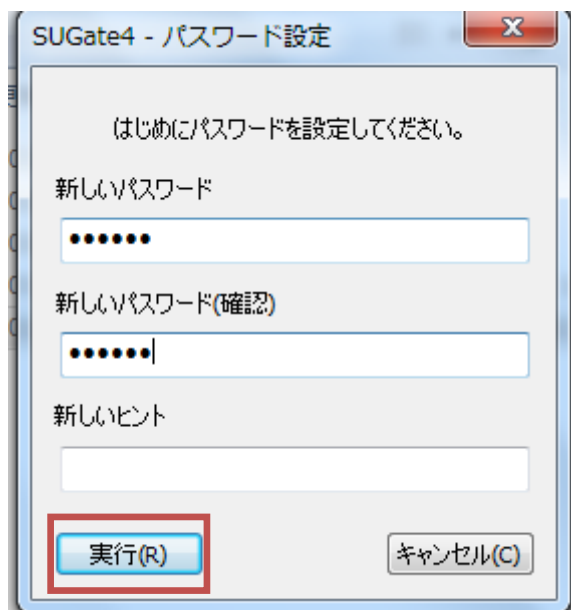 SUGate4 - パスワード設定
はじめにパスワードを設定してください。
新しいパスワード
••••••
新しいパスワード(確認)
••••••
新しいヒント
実行(R)
キャンセル(C)